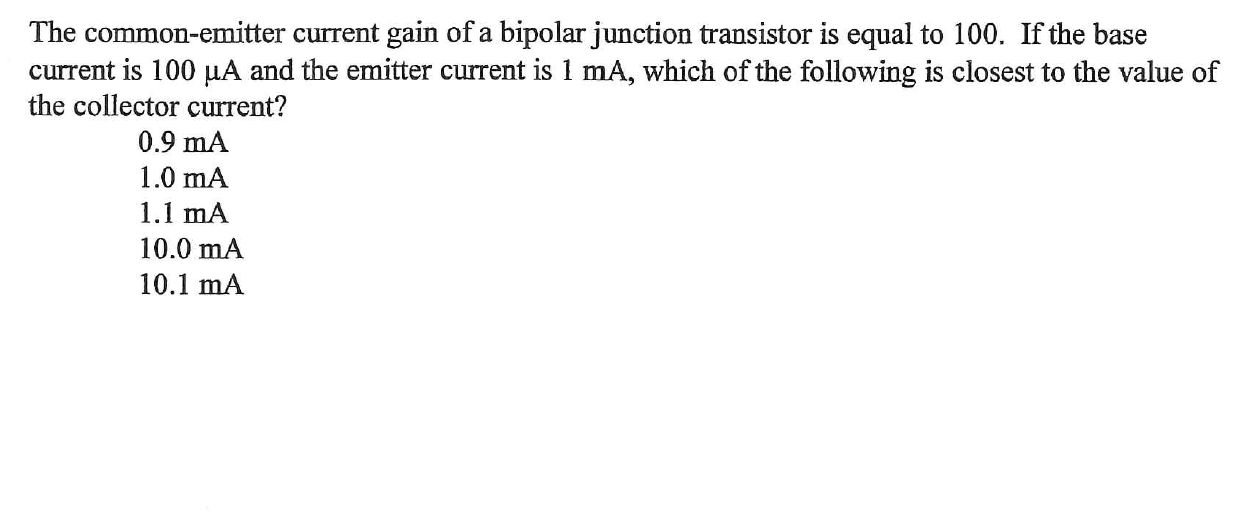 The common-emitter current gain of a bipolar junction transistor is equal to 100. If the base
current is 100 μA and the emitter current is 1 mA, which of the following is closest to the value of
the collector current?
0.9 mA
1.0 mA
1.1 mA
10.0 mA
10.1 mA